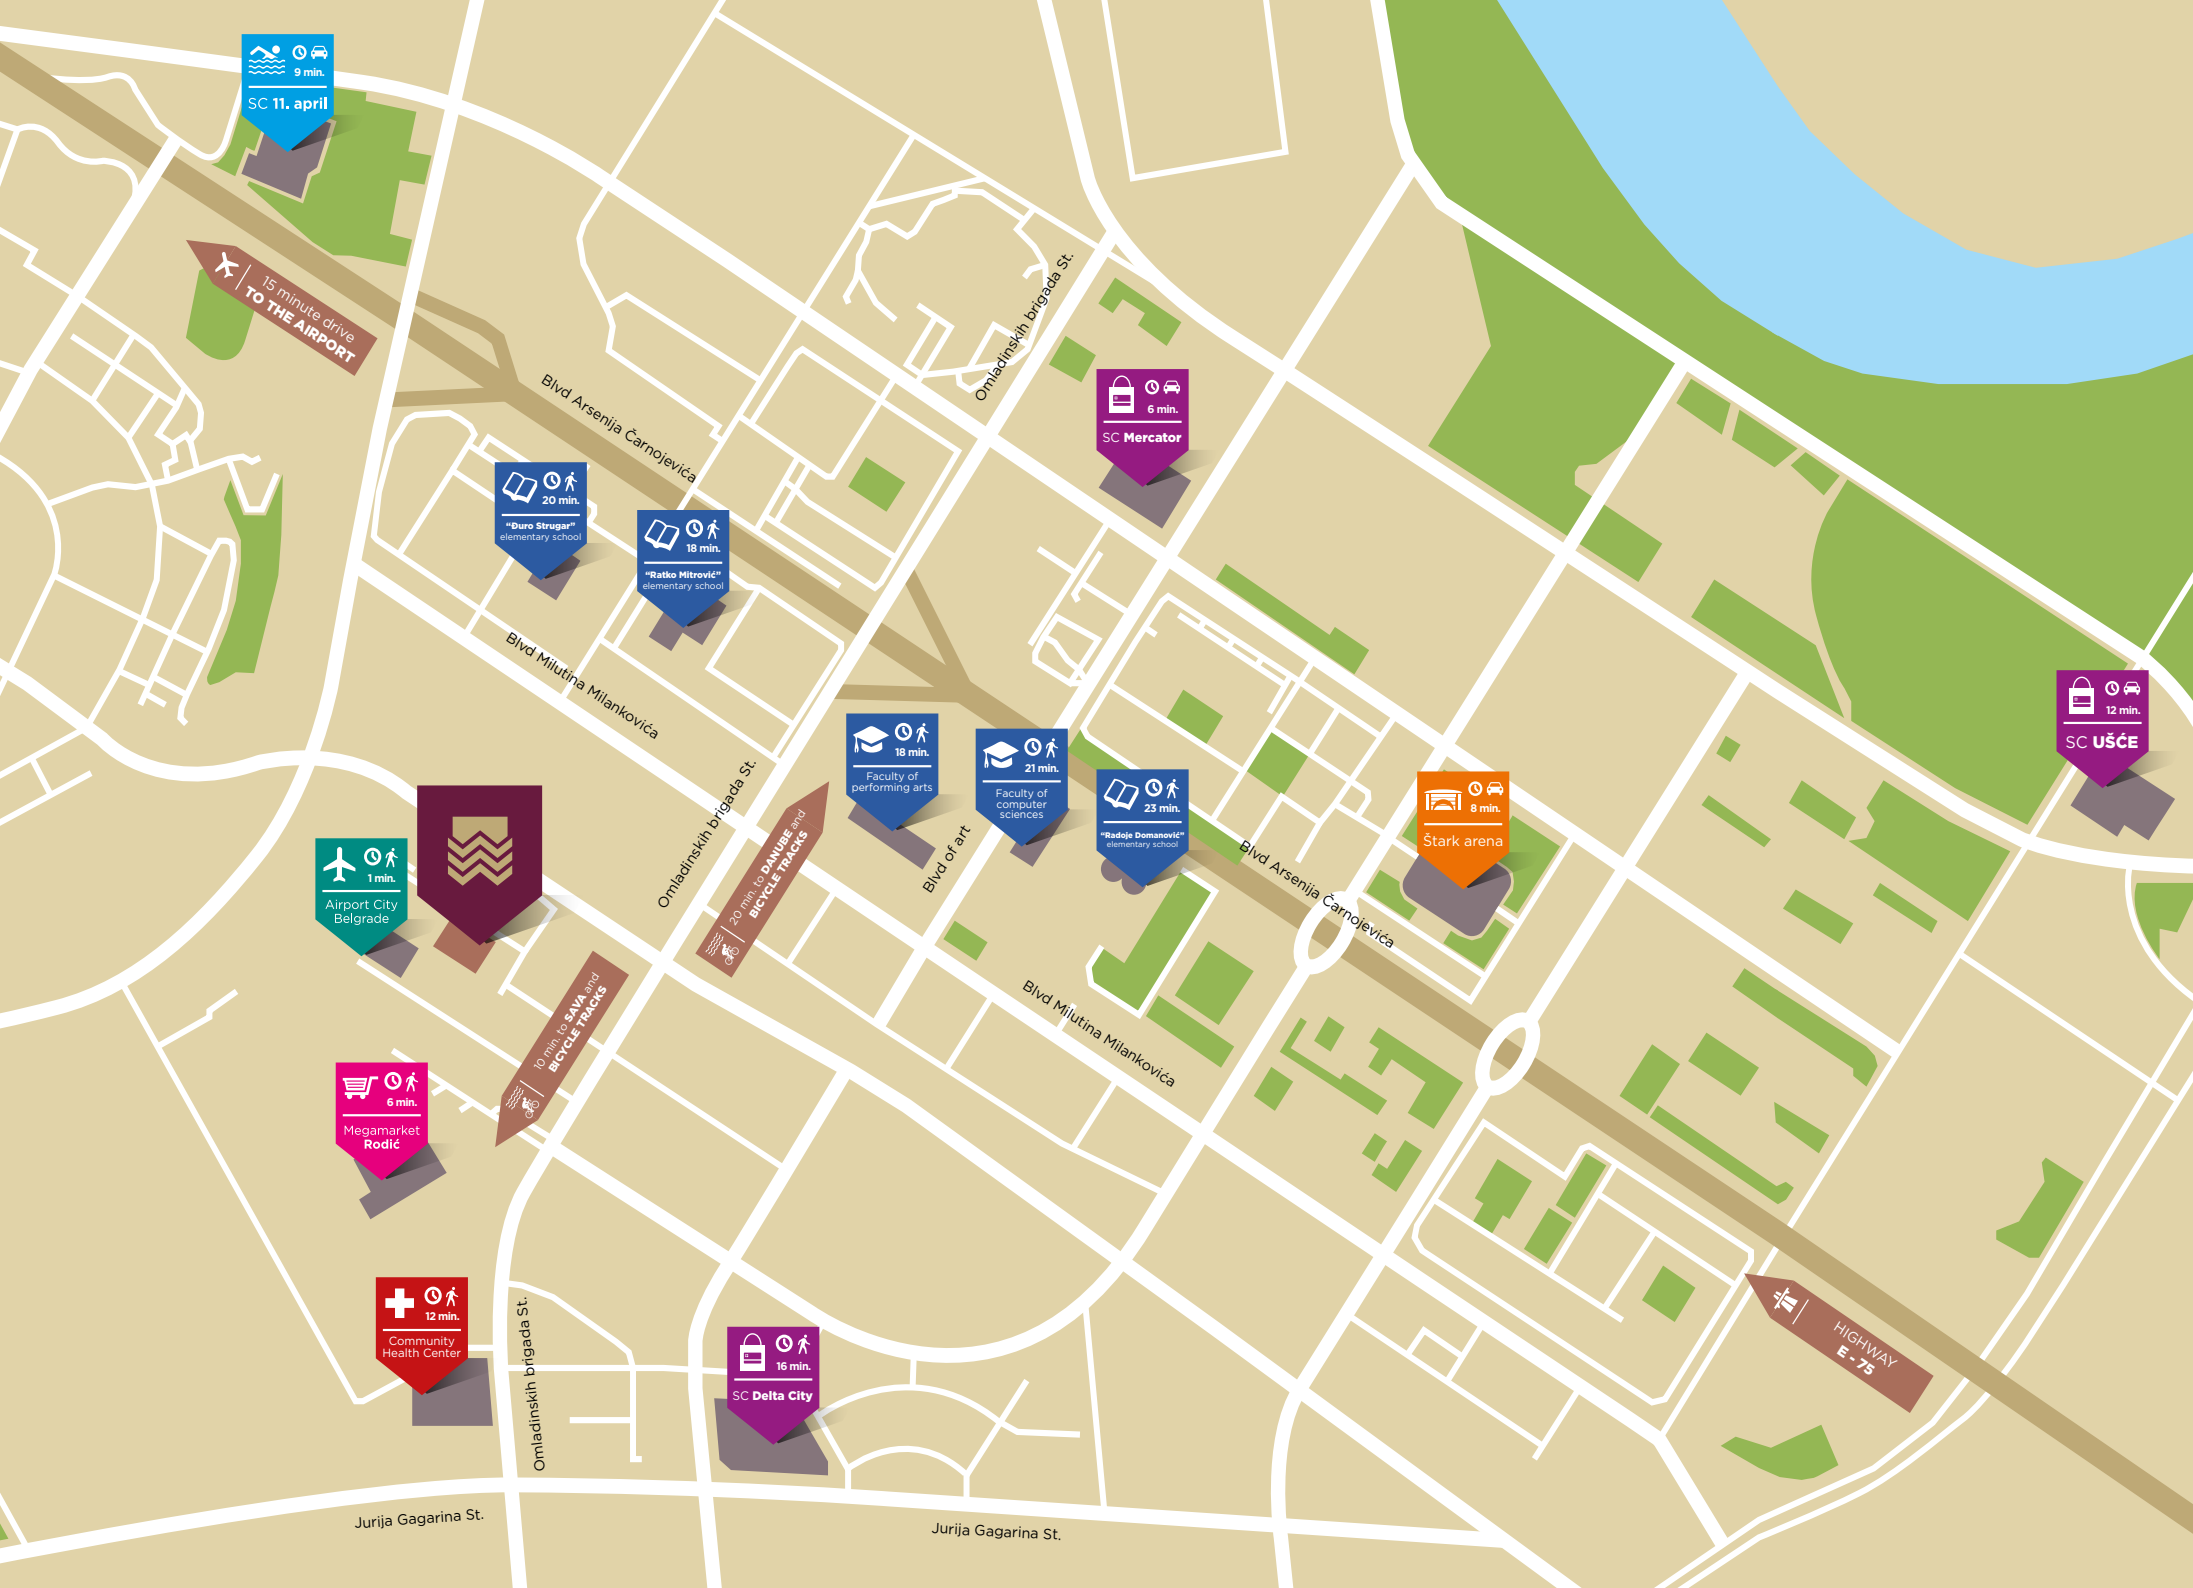 9 min.
SC 11. april
15 minute drive
TO THE AIRPORT
Omladinskih brigada St.
Blvd Arsenija Čarnojevića
6 min.
SC Mercator
20 min.
“Đuro Strugar”
elementary school
18 min.
“Ratko Mitrović”
elementary school
Blvd Milutina Milankovića
12 min.
SC UŠĆE
18 min.
Faculty of
performing arts
21 min.
Faculty of
computer
sciences
23 min.
“Radoje Domanović”
elementary school
8 min.
Štark arena
Omladinskih brigada St.
20 min. to DANUBE and
BICYCLE TRACKS
Blvd of art
Blvd Arsenija Čarnojevića
1 min.
Airport City
Belgrade
10 min. to SAVA and
BICYCLE TRACKS
Blvd Milutina Milankovića
6 min.
Megamarket
Rodić
12 min.
Community
Health Center
Omladinskih brigada St.
16 min.
SC Delta City
HIGHWAY
E - 75
Jurija Gagarina St.
Jurija Gagarina St.